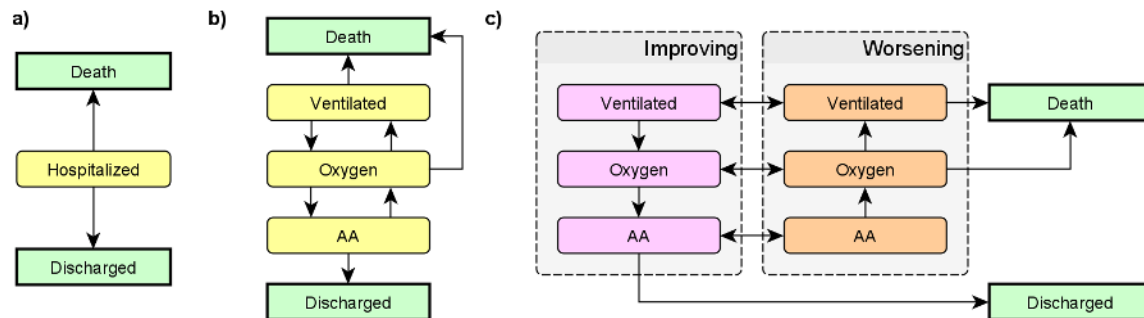 a)
Death
Hospitalized
Discharged
b)
Death
Ventilated
Oxygen
AA
Discharged
c)
Improving
Worsening
Ventilated
Ventilated
Death
Oxygen
Oxygen
AA
AA
Discharged